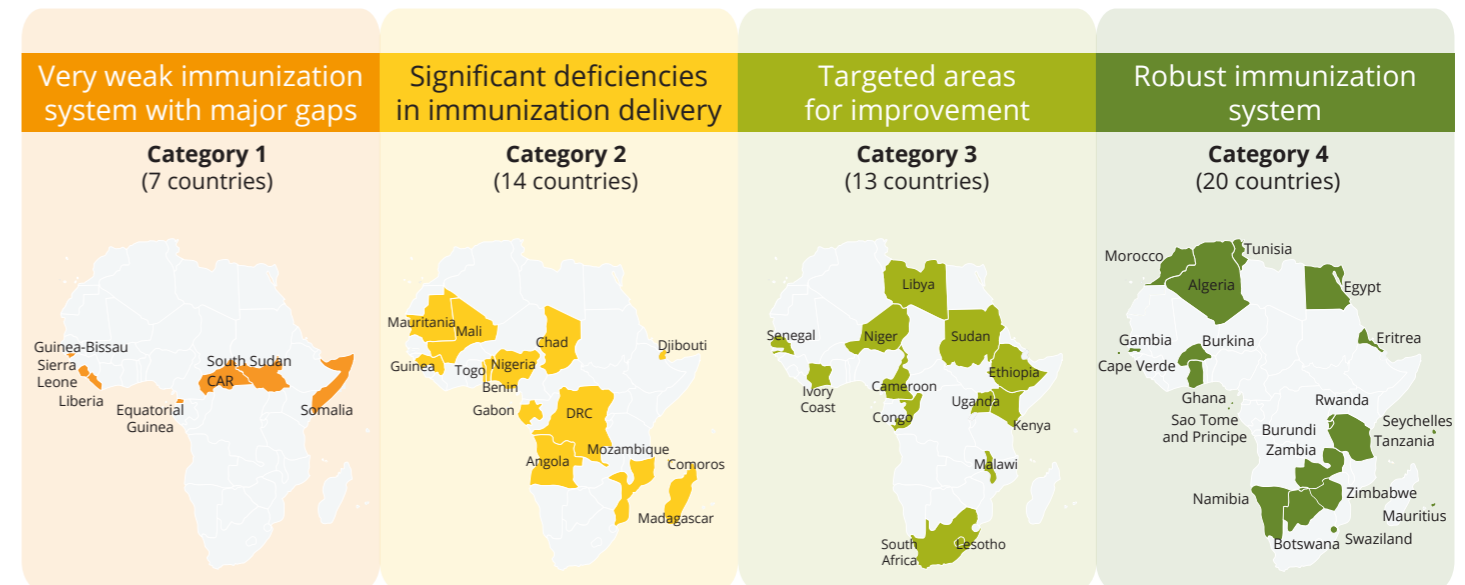 Very weak immunization
system with major gaps
Category 1
(7 countries)
Guinea-Bissau
Sierra
Leone
Liberia
South Sudan
CAR
Equatorial
Guinea
Somalia
Significant deficiencies
in immunization delivery
Category 2
(14 countries)
Mauritania
Mali
Chad
Djibouti
Guinea
Togo
Nigeria
Benin
Gabon
DRC
Angola
Mozambique
Comoros
Madagascar
Targeted areas
for improvement
Category 3
(13 countries)
Libya
Senegal
Niger
Sudan
Ivory
Coast
Cameroon
Ethiopia
Uganda
Congo
Kenya
Malawi
South
Africa
Lesotho
Robust immunization
system
Category 4
(20 countries)
Morocco
Tunisia
Algeria
Egypt
Gambia
Burkina
Eritrea
Cape Verde
Ghana
Rwanda
Sao Tome
and Principe
Burundi
Seychelles
Tanzania
Zambia
Namibia
Zimbabwe
Mauritius
Botswana
Swaziland